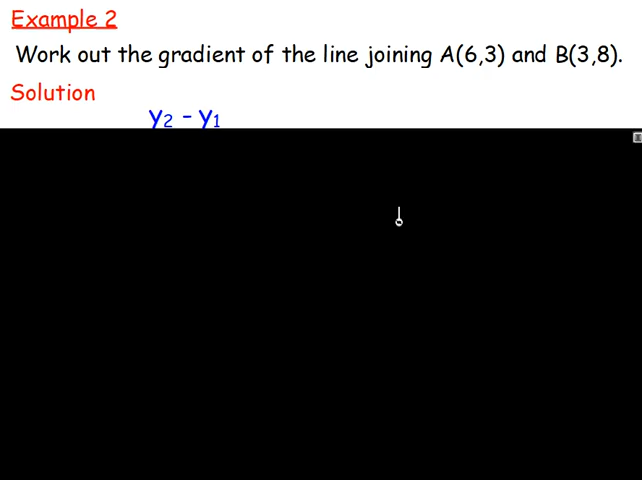 Example 2
Work out the gradient of the line joining A(6,3) and B(3,8).
Solution
y₂ - y₁